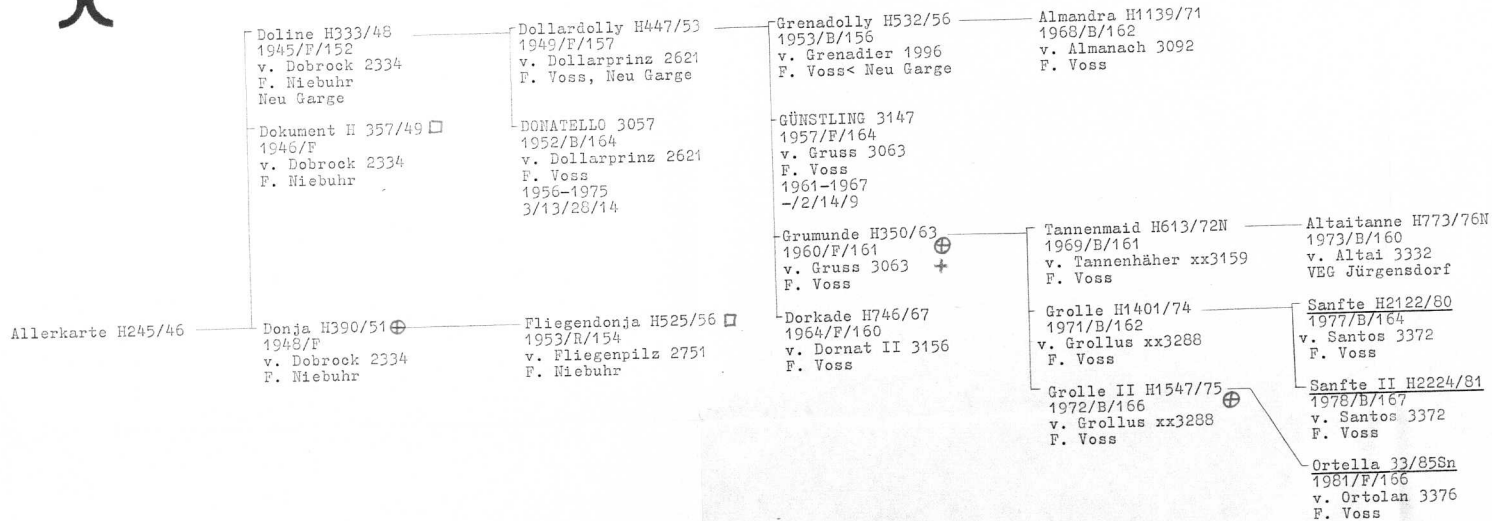 Allerkarte H245/46
Doline H333/48
1945/F/152
v. Dobrock 2334
F. Niebuhr
Neu Garge
Dokument H 357/49
1946/F
v. Dobrock 2334
F. Niebuhr
Donja H390/51
1948/F
v. Dobrock 2334
F. Niebuhr
Dollardolly H447/53
1949/F/157
v. Dollarprinz 2621
F. Voss, Neu Garge
DONATELLO 3057
1952/B/164
v. Dollarprinz 2621
F. Voss
1956-1975
3/13/28/14
Fliegendonja H525/56
1953/R/154
v. Fliegenpilz 2751
F. Niebuhr
Grenadolly H532/56
1953/B/156
v. Grenadier 1996
F. Voss< Neu Garge
GÜNSTLING 3147
1957/F/164
v. Gruss 3063
F. Voss
1961-1967
-/2/14/9
Grumunde H350/63
1960/F/161
v. Gruss 3063
F. Voss
Dorkade H746/67
1964/F/160
v. Dornat II 3156
F. Voss
Almandra H1139/71
1968/B/162
v. Almanach 3092
F. Voss
Tannenmaid H613/72N
1969/B/161
v. Tannenhäher xx3159
F. Voss
Grolle H1401/74
1971/B/162
v. Grollus xx3288
F. Voss
Grolle II H1547/75
1972/B/166
v. Grollus xx3288
F. Voss
Altaitanne H773/76N
1973/B/160
v. Altai 3332
VEG Jürgensdorf
Sanfte H2122/80
1977/B/164
v. Santos 3372
F. Voss
Sanfte II H2224/81
1978/B/167
v. Santos 3372
F. Voss
Ortella 33/85Sn
1981/F/166
v. Ortolan 3376
F. Voss